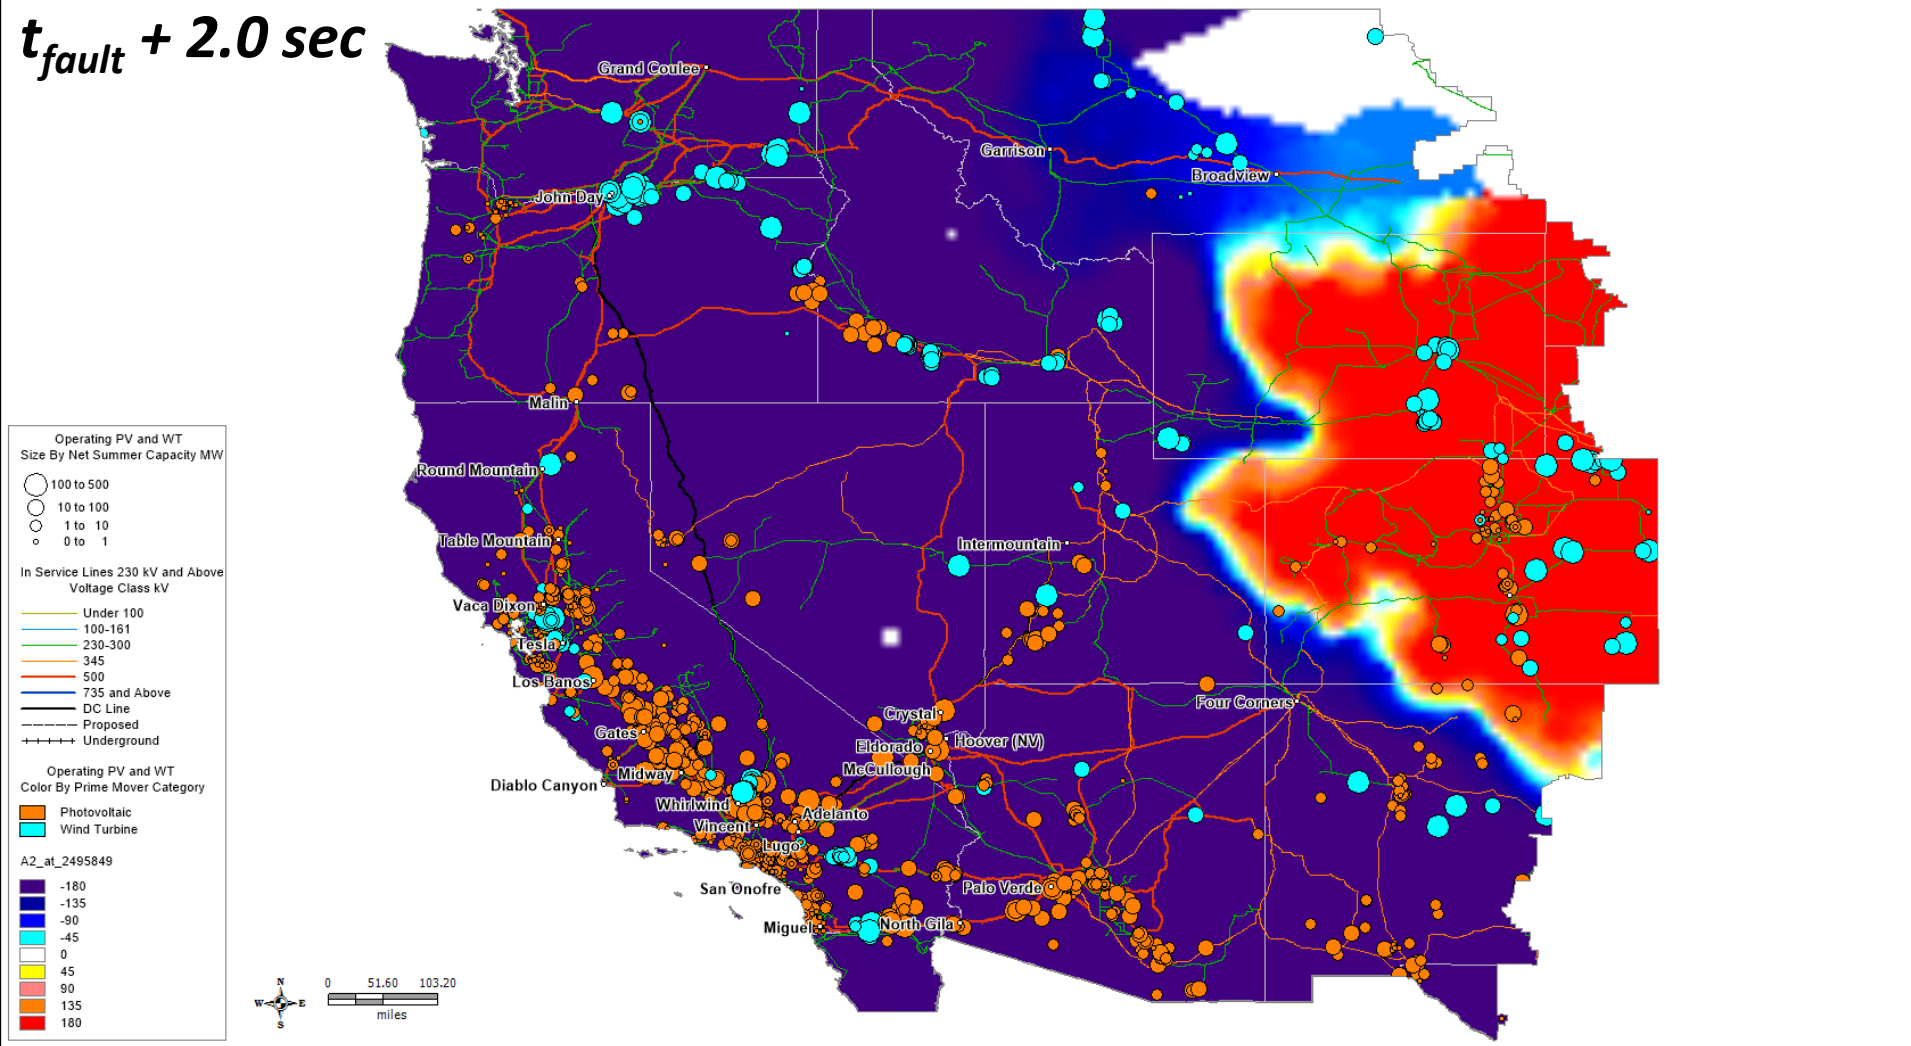 t_fault + 2.0 sec
Grand Coulee
Garrison
Broadview
John Day
Malin
Round Mountain
Table Mountain
Intermountain
Vaca Dixon
Tesla
Los Banos
Four Corners
Crystal
Gates
Eldorado
Hoover (NV)
McCullough
Midway
Diablo Canyon
Whirlwind
Adelanto
Vincent
Lugo
San Onofre
Palo Verde
Miguel
North Gila
Operating PV and WT
Size By Net Summer Capacity MW
100 to 500
10 to 100
1 to 10
0 to 1
In Service Lines 230 kV and Above
Voltage Class kV
Under 100
100-161
230-300
345
500
735 and Above
DC Line
Proposed
Underground
Operating PV and WT
Color By Prime Mover Category
Photovoltaic
Wind Turbine
A2_at_2495849
-180
-135
-90
-45
0
45
90
135
180
N
W E
S
0 51.60 103.20
miles